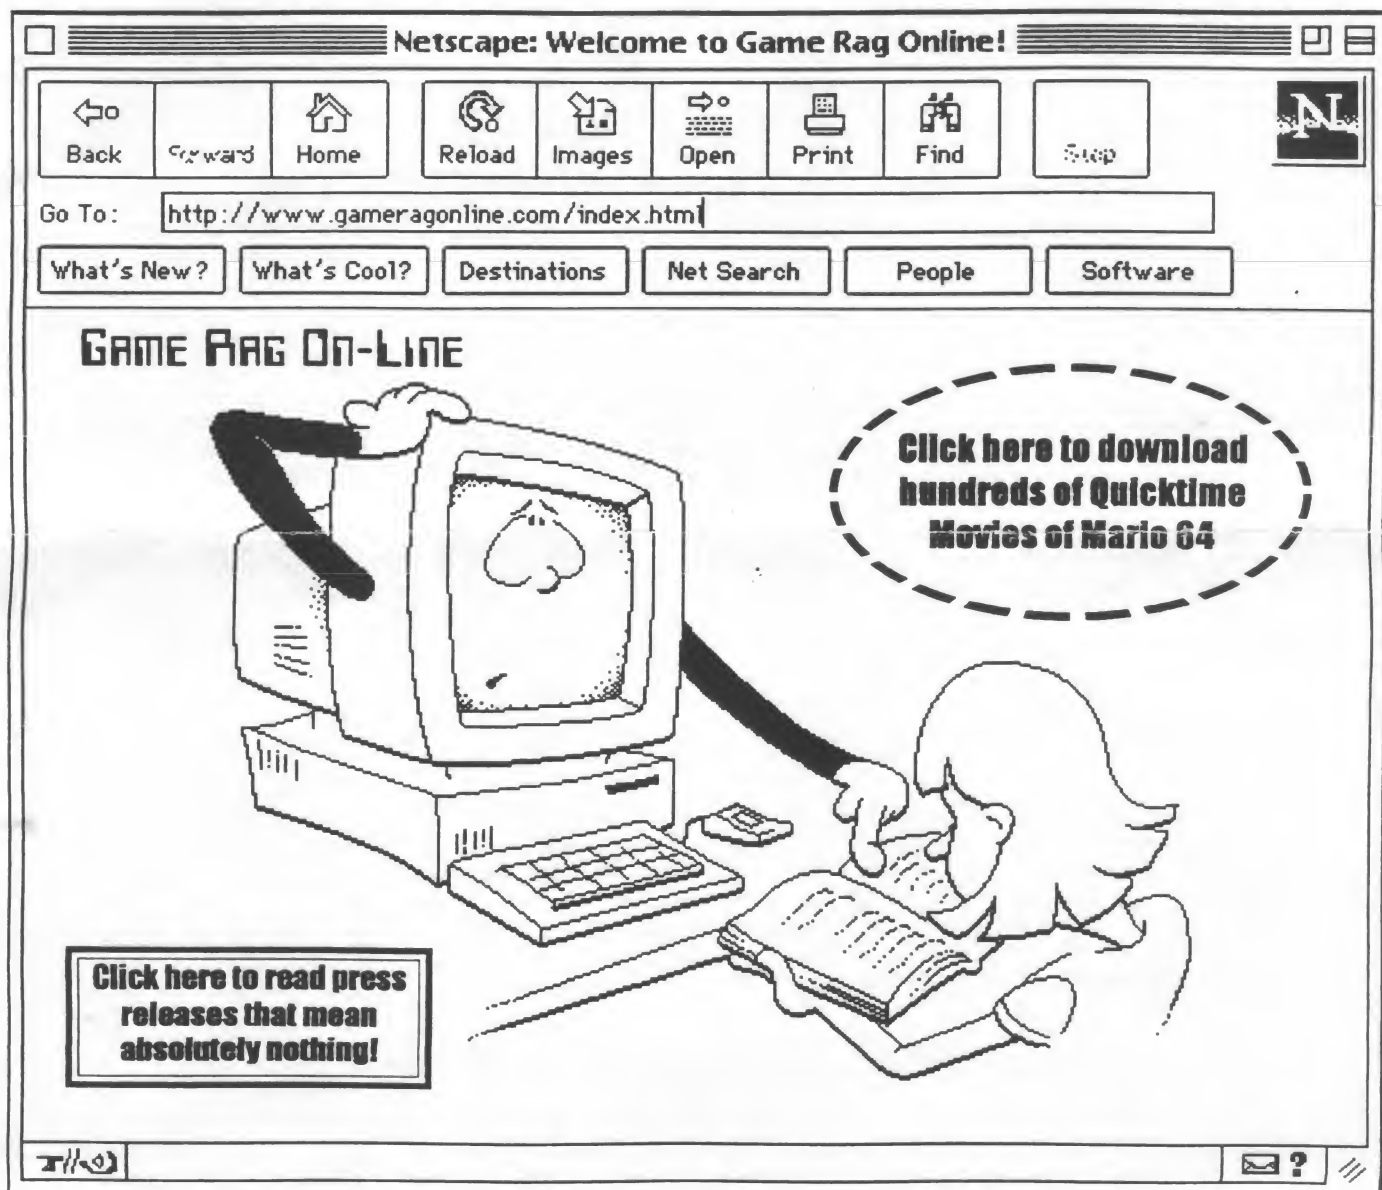 Netscape: Welcome to Game Rag Online!
Back
Forward
Home
Reload
Images
Open
Print
Find
Stop
N
Go To:
http://www.gameragonline.com/index.html
What's New?
What's Cool?
Destinations
Net Search
People
Software
GAME RAG ON-LINE
Click here to download
hundreds of Quicktime
Movies of Mario 64
Click here to read press
releases that mean
absolutely nothing!
?